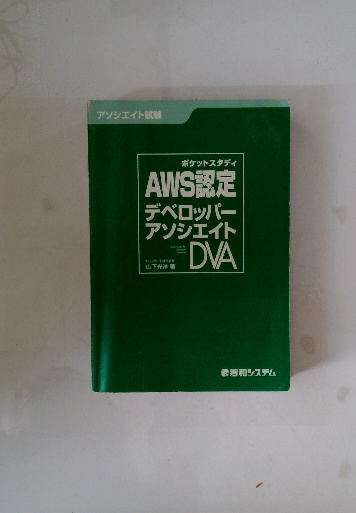 アソシエイト試験
ポケットスタディ
AWS認定
デベロッパー
アソシエイト
DVA
山下光洋 著
秀和システム